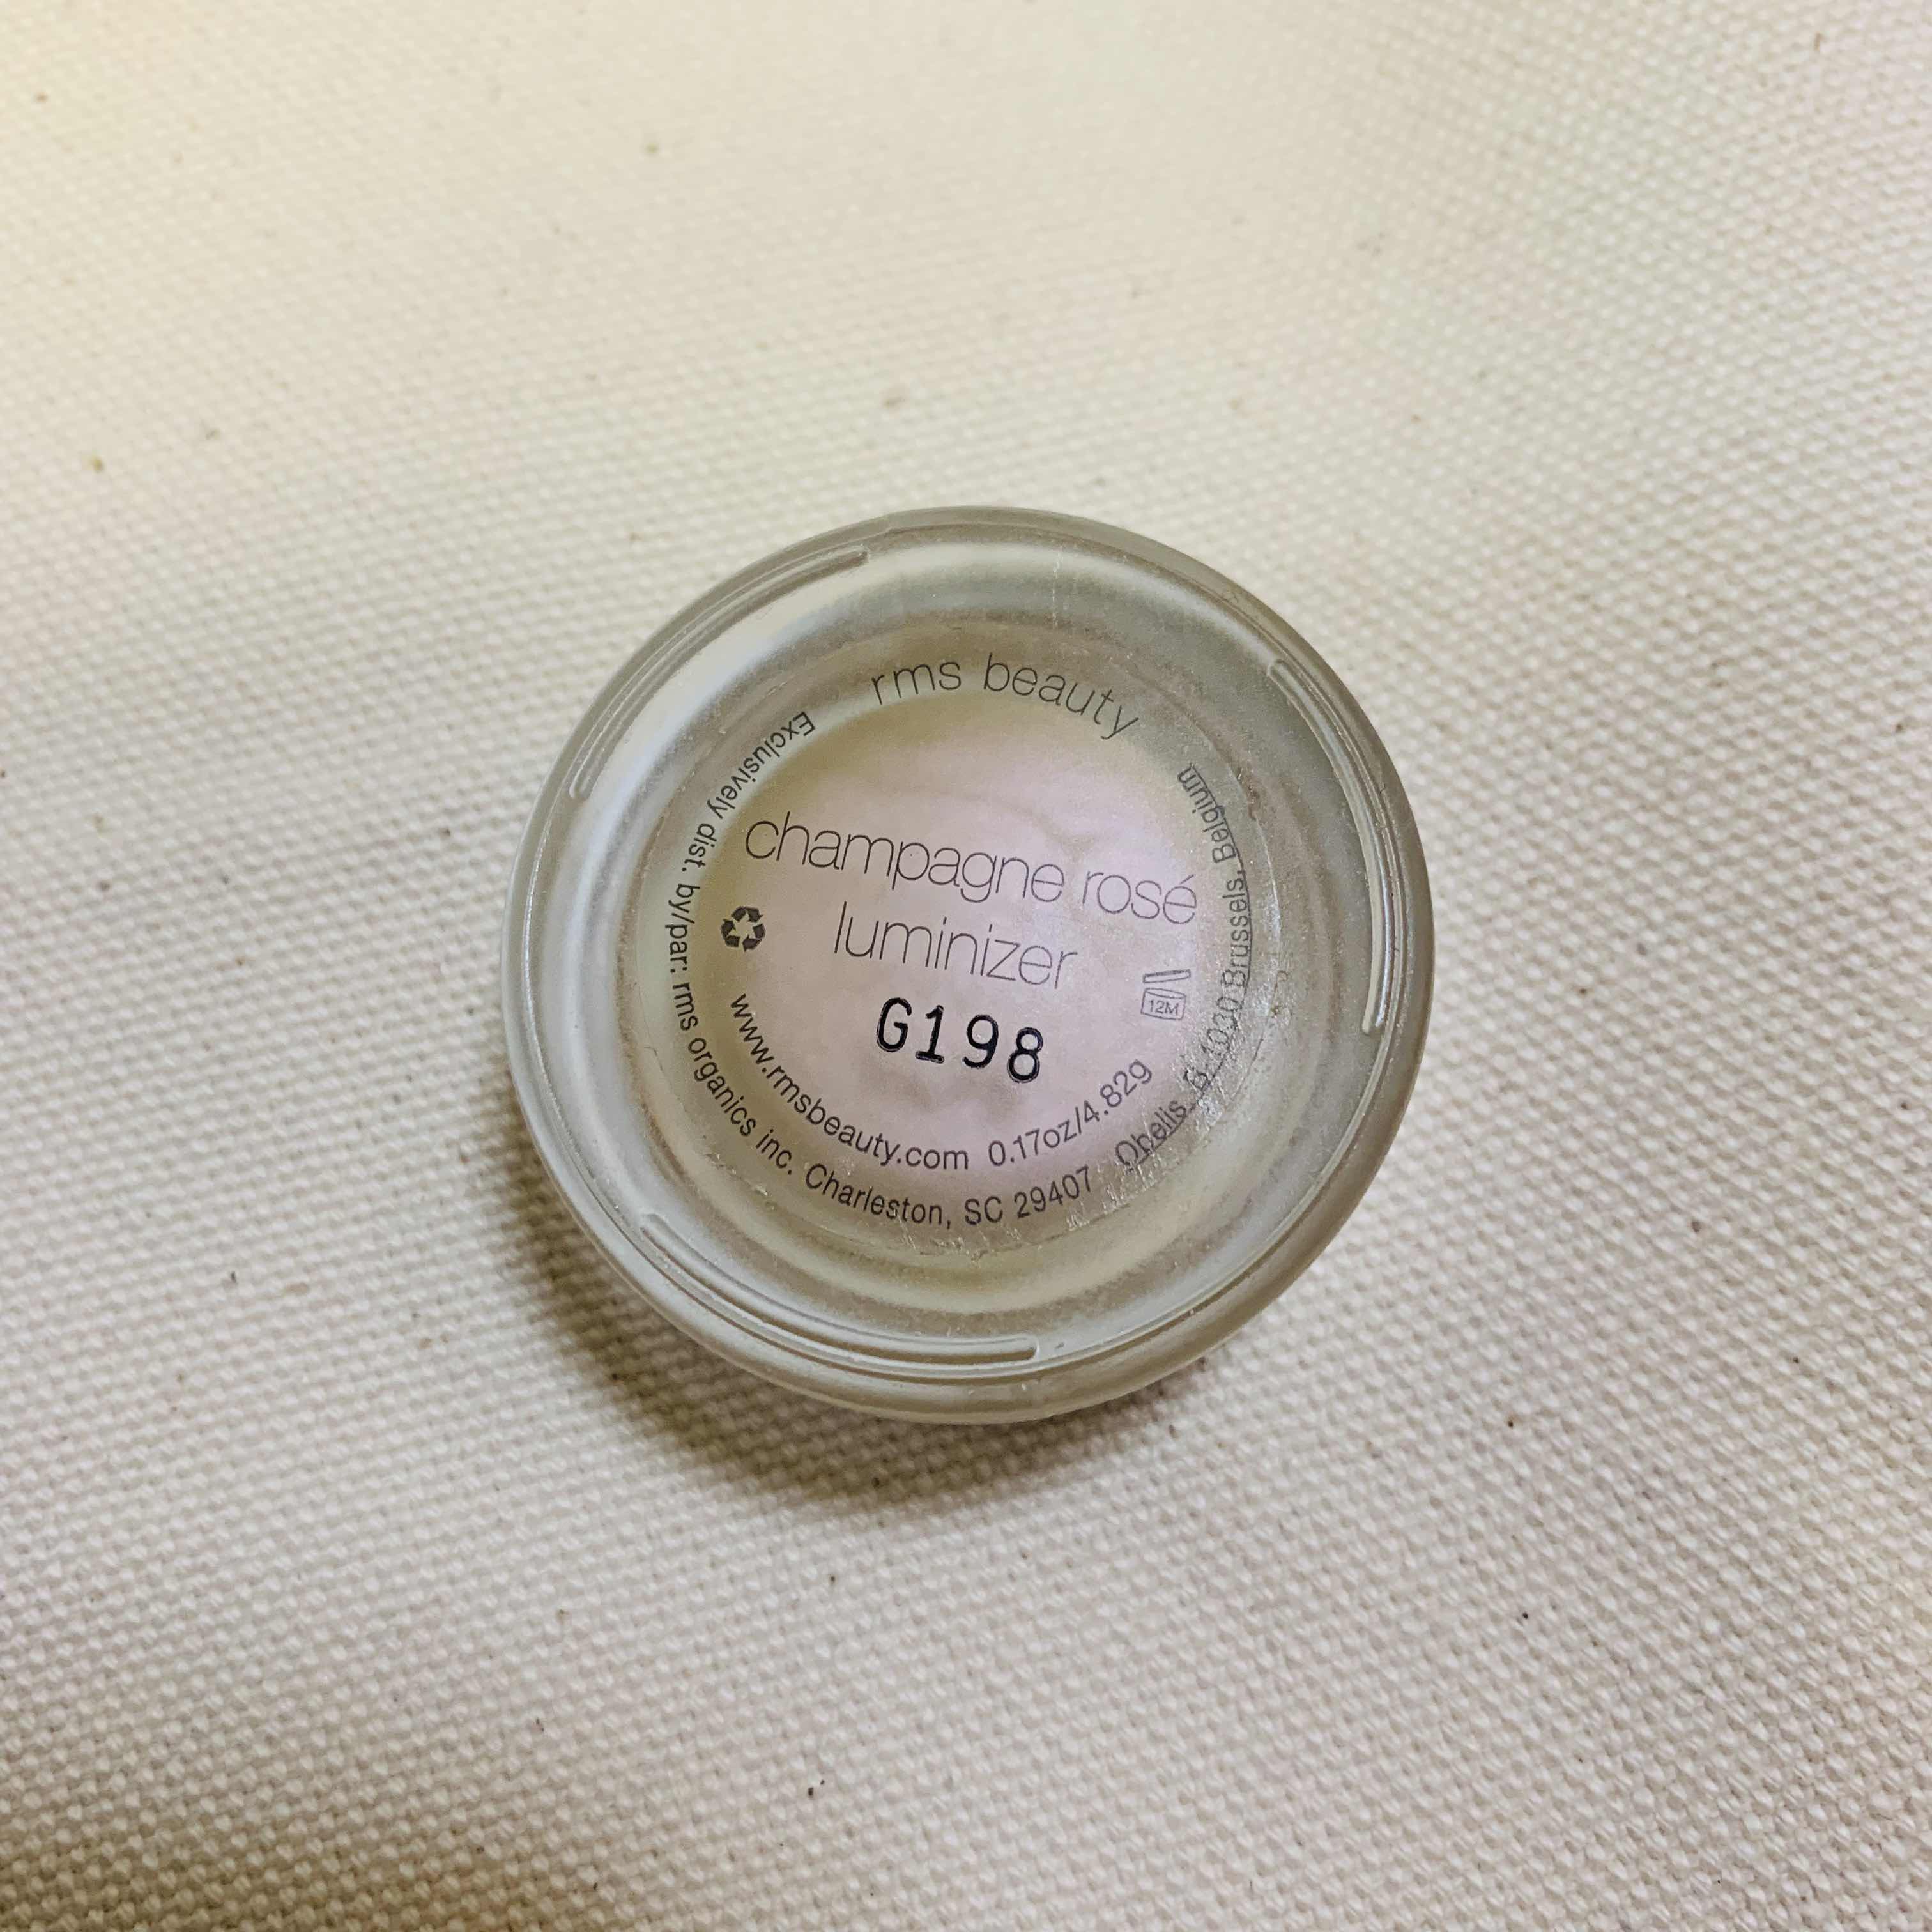 rms beauty
champagne rosé
luminizer
12M
G198
www.rmsbeauty.com 0.17oz/4.82g
Exclusively dist. by/par: rms organics inc. Charleston, SC 29407 Obelis B-1030 Brussels, Belgium